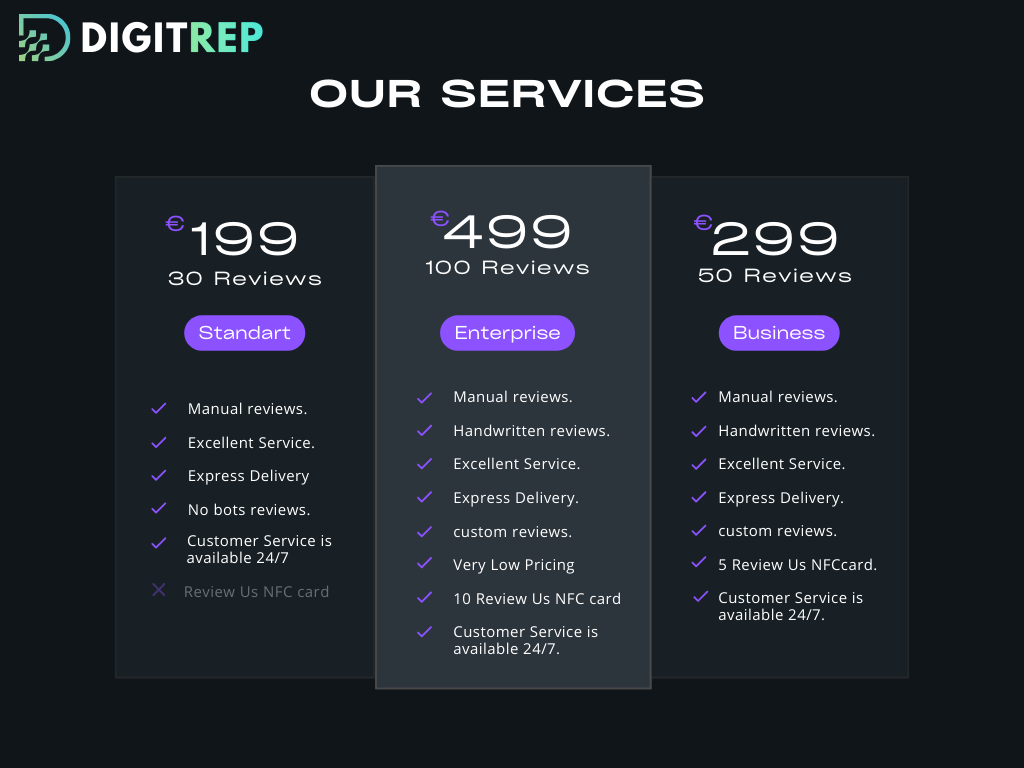 DIGITREP
OUR SERVICES
€199
30 Reviews
Standart
Manual reviews.
Excellent Service.
Express Delivery
No bots reviews.
Customer Service is
available 24/7
Review Us NFC card
€499
100 Reviews
Enterprise
Manual reviews.
Handwritten reviews.
Excellent Service.
Express Delivery.
custom reviews.
Very Low Pricing
10 Review Us NFC card
Customer Service is
available 24/7.
€299
50 Reviews
Business
Manual reviews.
Handwritten reviews.
Excellent Service.
Express Delivery.
custom reviews.
5 Review Us NFCcard.
Customer Service is
available 24/7.